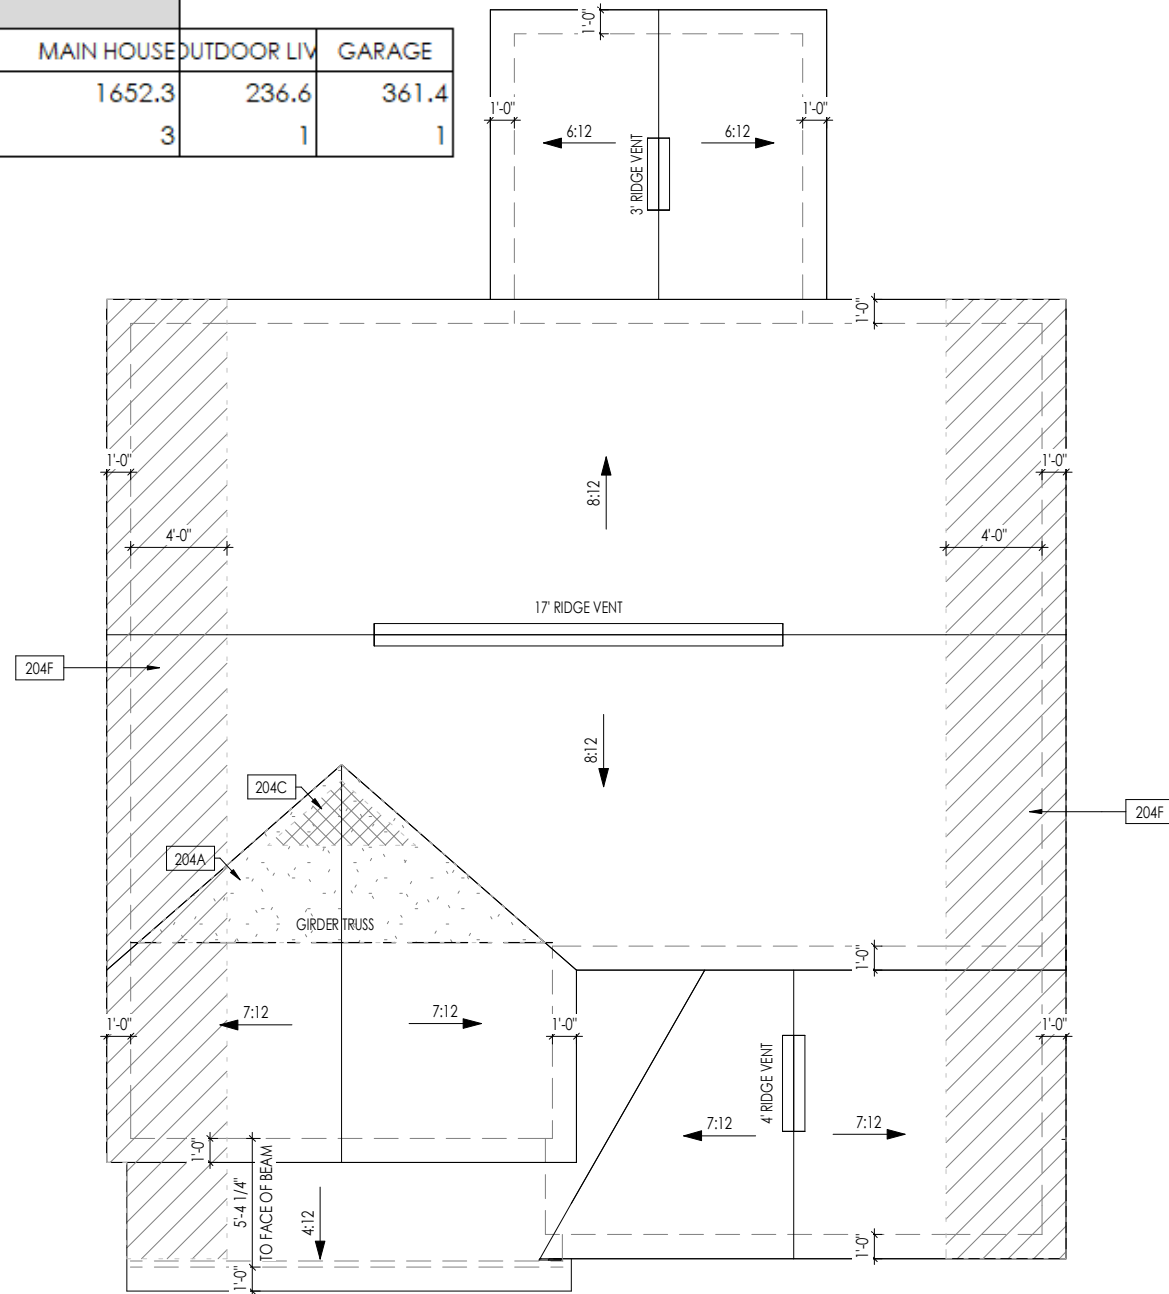 MAIN HOUSE OUTDOOR LIV GARAGE
1652.3 236.6 361.4
3 1 1
1'-0"
1'-0" 1'-0"
6:12 6:12
3' RIDGE VENT
1'-0"
1'-0" 1'-0"
8:12
4'-0" 4'-0"
17' RIDGE VENT
204F
8:12
204C
204F
204A
GIRDER TRUSS
1'-0"
7:12 7:12
1'-0" 1'-0" 1'-0"
4' RIDGE VENT
7:12 7:12
1'-0"
5'-4 1/4"
TO FACE OF BEAM
4:12
1'-0"
1'-0"